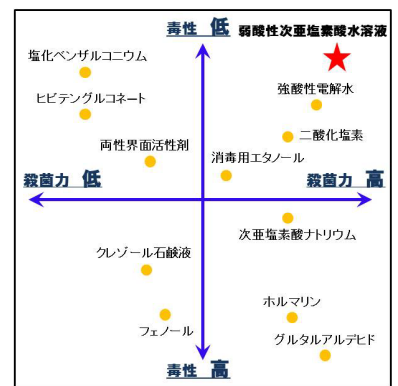 毒性 低
弱酸性次亜塩素酸水溶液
塩化ベンザルコニウム
強酸性電解水
ヒビテングルコネート
二酸化塩素
両性界面活性剤
消毒用エタノール
殺菌力 低
殺菌力 高
次亜塩素酸ナトリウム
クレゾール石鹸液
ホルマリン
フェノール
グルタルアルデヒド
毒性 高